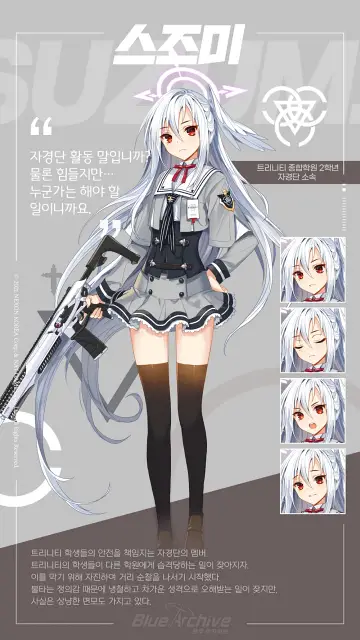 스즈미
“
자경단 활동 말입니까?
물론 힘들지만…
누군가는 해야 할
일이니까요.
”
트리니티 종합학원 2학년
자경단 소속
트리니티 학생들의 안전을 책임지는 자경단의 멤버
트리니티의 학생들이 다른 학원에게 습격당하는 일이 잦아지자,
이를 막기 위해 자진하여 거리 순찰을 나서기 시작했다.
불타는 정의감 때문에 냉철하고 차가운 성격으로 오해받는 일이 잦지만,
사실은 상냥한 면모도 가지고 있다.
Blue Archive